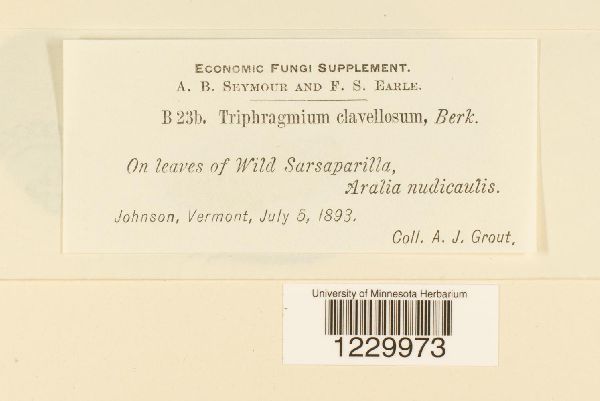 ECONOMIC FUNGI SUPPLEMENT.
A. B. SEYMOUR AND F. S. EARLE.
B 23b. Triphragmium clavellosum, Berk.
On leaves of Wild Sarsaparilla,
Aralia nudicaulis.
Johnson, Vermont, July 5, 1893.
Coll. A. J. Grout,
University of Minnesota Herbarium
1229973